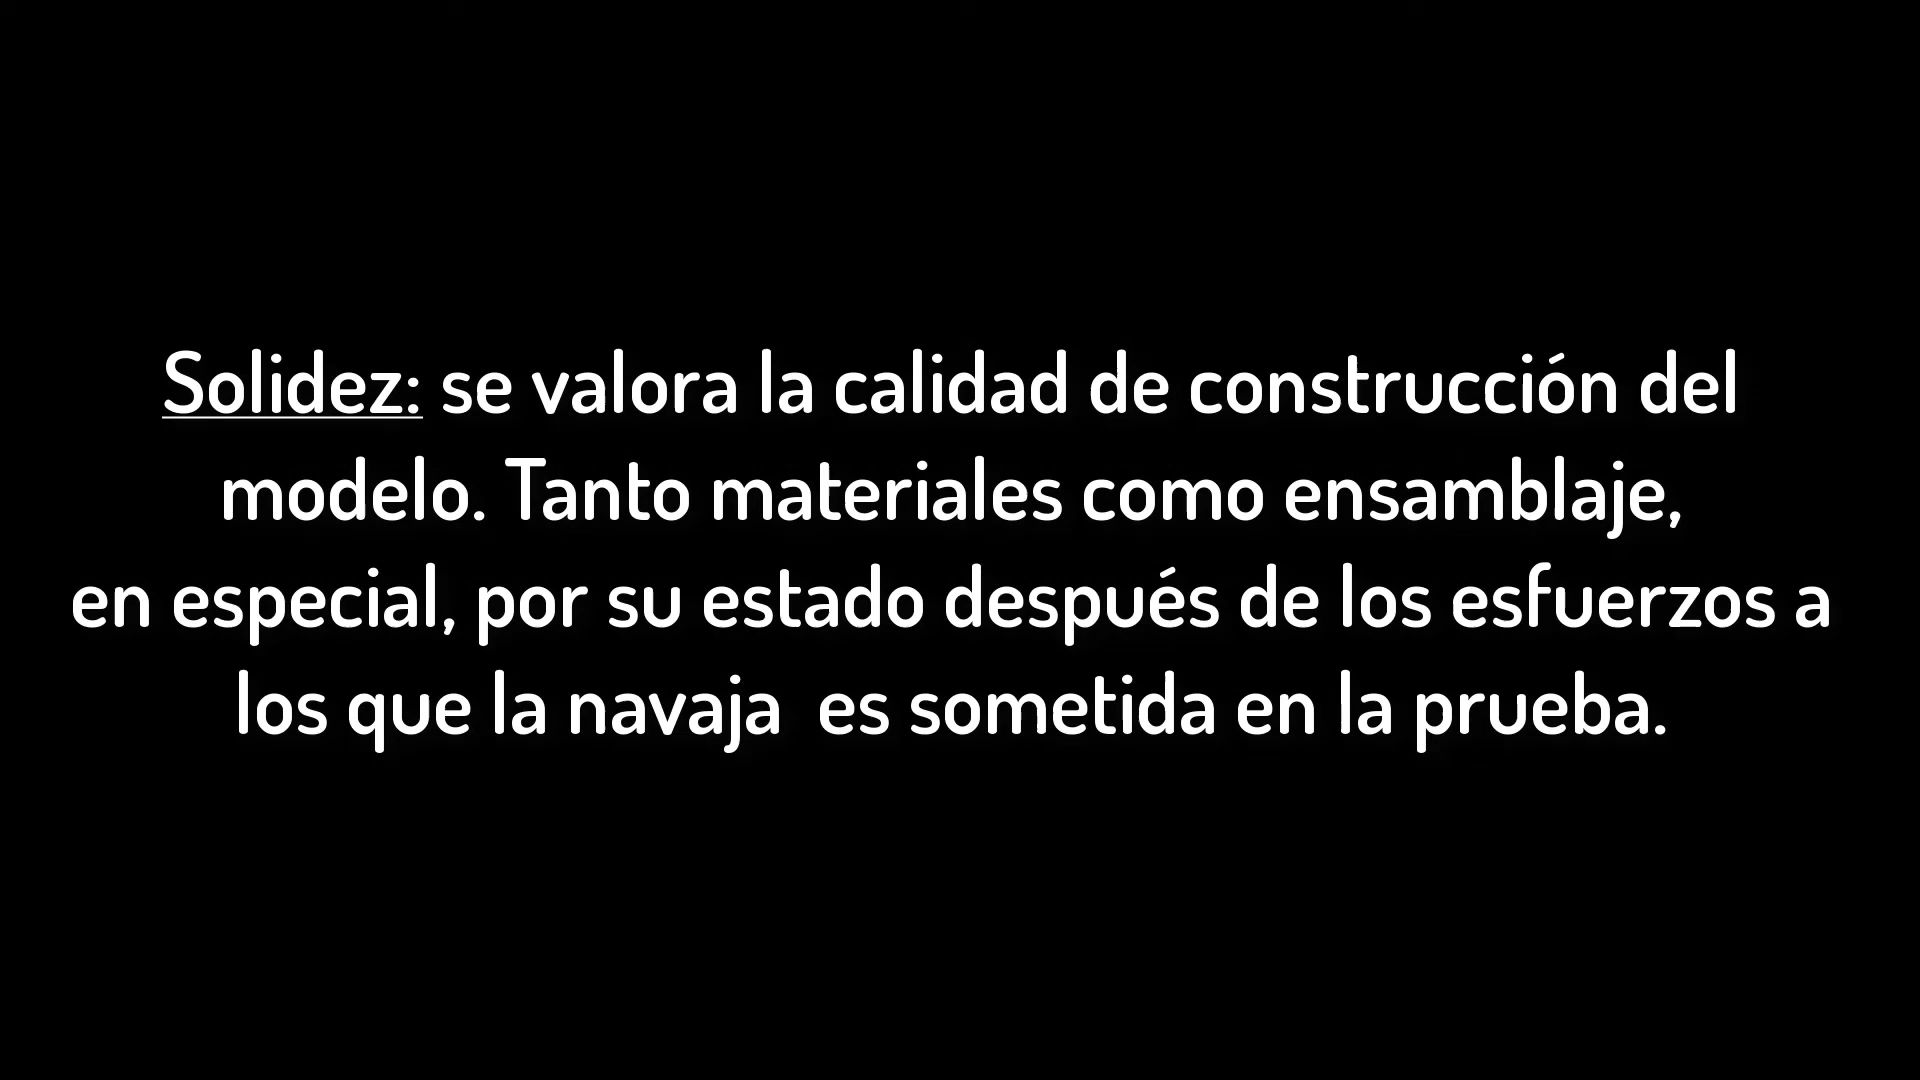 Solidez: se valora la calidad de construcción del
modelo. Tanto materiales como ensamblaje,
en especial, por su estado después de los esfuerzos a
los que la navaja  es sometida en la prueba.